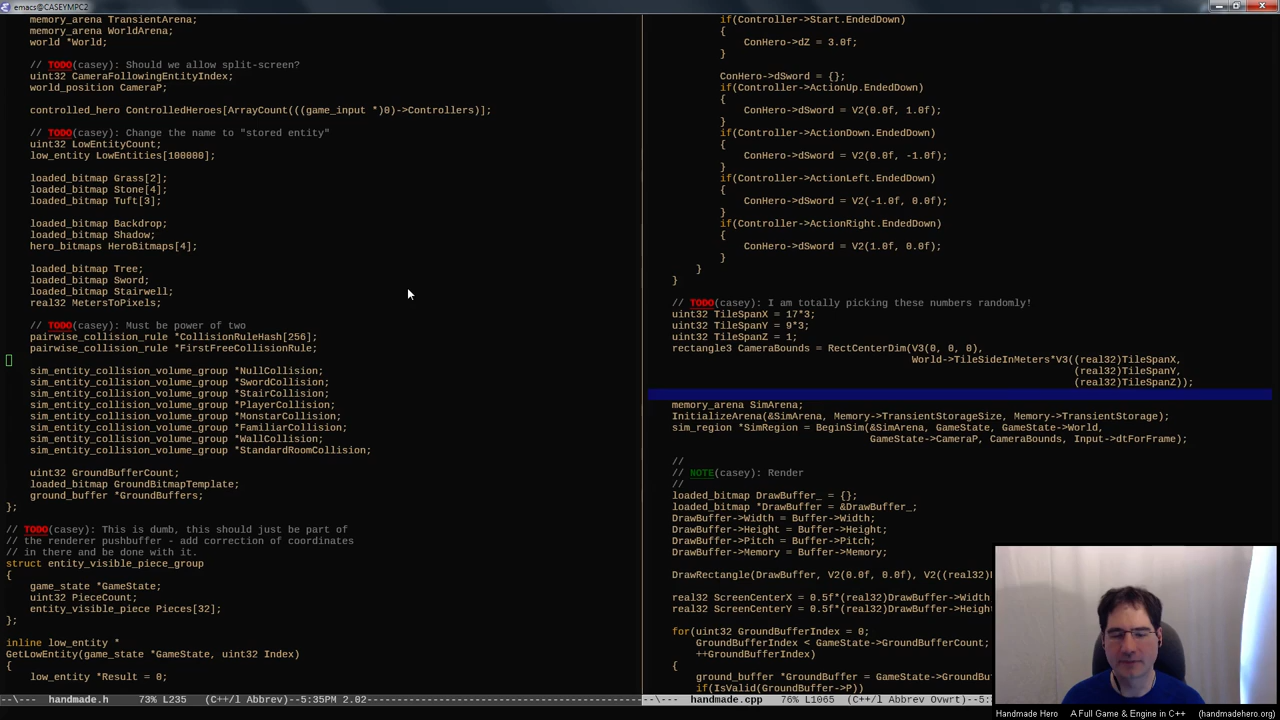 emacs@CASEYMPC2
memory_arena TransientArena;
memory_arena WorldArena;
world *World;
// TODO(casey): Should we allow split-screen?
uint32 CameraFollowingEntityIndex;
world_position CameraP;
controlled_hero ControlledHeroes[ArrayCount(((game_input *)0)->Controllers)];
// TODO(casey): Change the name to "stored entity"
uint32 LowEntityCount;
low_entity LowEntities[100000];
loaded_bitmap Grass[2];
loaded_bitmap Stone[4];
loaded_bitmap Tuft[3];
loaded_bitmap Backdrop;
loaded_bitmap Shadow;
hero_bitmaps HeroBitmaps[4];
loaded_bitmap Tree;
loaded_bitmap Sword;
loaded_bitmap Stairwell;
real32 MetersToPixels;
// TODO(casey): Must be power of two
pairwise_collision_rule *CollisionRuleHash[256];
pairwise_collision_rule *FirstFreeCollisionRule;
sim_entity_collision_volume_group *NullCollision;
sim_entity_collision_volume_group *SwordCollision;
sim_entity_collision_volume_group *StairCollision;
sim_entity_collision_volume_group *PlayerCollision;
sim_entity_collision_volume_group *MonstarCollision;
sim_entity_collision_volume_group *FamiliarCollision;
sim_entity_collision_volume_group *WallCollision;
sim_entity_collision_volume_group *StandardRoomCollision;
uint32 GroundBufferCount;
loaded_bitmap GroundBitmapTemplate;
ground_buffer *GroundBuffers;
};
// TODO(casey): This is dumb, this should just be part of
// the renderer pushbuffer - add correction of coordinates
// in there and be done with it.
struct entity_visible_piece_group
{
game_state *GameState;
uint32 PieceCount;
entity_visible_piece Pieces[32];
};
inline low_entity *
GetLowEntity(game_state *GameState, uint32 Index)
{
low_entity *Result = 0;
--\--- handmade.h 73% L235 (C++/l Abbrev)--5:35PM 2.02
if(Controller->Start.EndedDown)
{
ConHero->dZ = 3.0f;
}
ConHero->dSword = {};
if(Controller->ActionUp.EndedDown)
{
ConHero->dSword = V2(0.0f, 1.0f);
}
if(Controller->ActionDown.EndedDown)
{
ConHero->dSword = V2(0.0f, -1.0f);
}
if(Controller->ActionLeft.EndedDown)
{
ConHero->dSword = V2(-1.0f, 0.0f);
}
if(Controller->ActionRight.EndedDown)
{
ConHero->dSword = V2(1.0f, 0.0f);
}
}
}
// TODO(casey): I am totally picking these numbers randomly!
uint32 TileSpanX = 17*3;
uint32 TileSpanY = 9*3;
uint32 TileSpanZ = 1;
rectangle3 CameraBounds = RectCenterDim(V3(0, 0, 0),
World->TileSideInMeters*V3((real32)TileSpanX,
(real32)TileSpanY,
(real32)TileSpanZ));
memory_arena SimArena;
InitializeArena(&SimArena, Memory->TransientStorageSize, Memory->TransientStorage);
sim_region *SimRegion = BeginSim(&SimArena, GameState, GameState->World,
GameState->CameraP, CameraBounds, Input->dtForFrame);
//
// NOTE(casey): Render
//
loaded_bitmap DrawBuffer_ = {};
loaded_bitmap *DrawBuffer = &DrawBuffer_;
DrawBuffer->Width = Buffer->Width;
DrawBuffer->Height = Buffer->Height;
DrawBuffer->Pitch = Buffer->Pitch;
DrawBuffer->Memory = Buffer->Memory;
DrawRectangle(DrawBuffer, V2(0.0f, 0.0f), V2((real32)
real32 ScreenCenterX = 0.5f*(real32)DrawBuffer->Width
real32 ScreenCenterY = 0.5f*(real32)DrawBuffer->Heigh
for(uint32 GroundBufferIndex = 0;
GroundBufferIndex < GameState->GroundBufferCount;
++GroundBufferIndex)
{
ground_buffer *GroundBuffer = GameState->GroundBu
if(IsValid(GroundBuffer->P))
--\--- handmade.cpp 76% L1065 (C++/l Abbrev Ovwrt)--5:
Handmade Hero A Full Game & Engine in C++ (handmadehero.org)